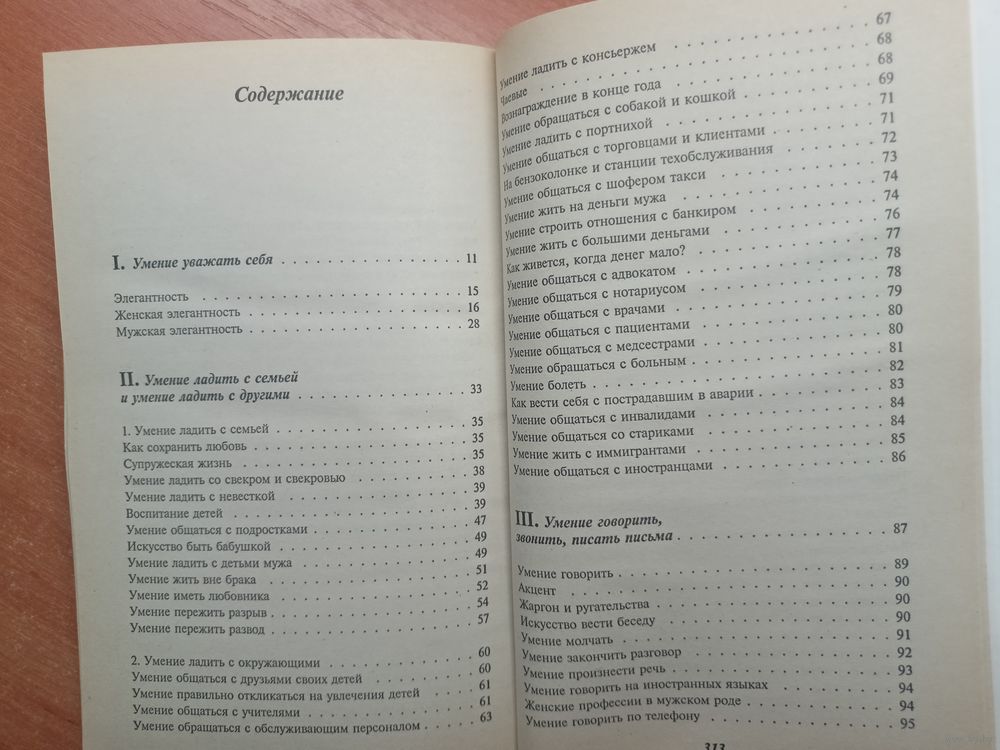 Содержание
I. Умение уважать себя . . . . . . . . . . 11
Элегантность . . . . . . . . . . 15
Женская элегантность . . . . . . . . . . 16
Мужская элегантность . . . . . . . . . . 28
II. Умение ладить с семьей
и умение ладить с другими . . . . . . . . . . 33
1. Умение ладить с семьей . . . . . . . . . . 35
Как сохранить любовь . . . . . . . . . . 35
Супружеская жизнь . . . . . . . . . . 35
Умение ладить со свекром и свекровью . . . . . . . . . . 38
Умение ладить с невесткой . . . . . . . . . . 39
Воспитание детей . . . . . . . . . . 39
Умение общаться с подростками . . . . . . . . . . 47
Искусство быть бабушкой . . . . . . . . . . 49
Умение ладить с детьми мужа . . . . . . . . . . 49
Умение жить вне брака . . . . . . . . . . 51
Умение иметь любовника . . . . . . . . . . 52
Умение пережить разрыв . . . . . . . . . . 54
Умение пережить развод . . . . . . . . . . 57
2. Умение ладить с окружающими . . . . . . . . . . 60
Умение общаться с друзьями своих детей . . . . . . . . . . 60
Умение правильно откликаться на увлечения детей . . . . . 61
Умение общаться с учителями . . . . . . . . . . 61
Умение обращаться с обслуживающим персоналом . . . . . 63
Умение ладить с консьержем . . . . . . . . . . 67
Чаевые . . . . . . . . . . 68
Вознаграждение в конце года . . . . . . . . . . 68
Умение обращаться с собакой и кошкой . . . . . . . . . . 69
Умение ладить с портнихой . . . . . . . . . . 71
Умение общаться с торговцами и клиентами . . . . . . . . . . 71
На бензоколонке и станции техобслуживания . . . . . . . . . . 72
Умение общаться с шофером такси . . . . . . . . . . 73
Умение жить на деньги мужа . . . . . . . . . . 74
Умение строить отношения с банкиром . . . . . . . . . . 74
Умение жить с большими деньгами . . . . . . . . . . 76
Как живется, когда денег мало? . . . . . . . . . . 77
Умение общаться с адвокатом . . . . . . . . . . 78
Умение общаться с нотариусом . . . . . . . . . . 78
Умение общаться с врачами . . . . . . . . . . 79
Умение общаться с пациентами . . . . . . . . . . 80
Умение общаться с медсестрами . . . . . . . . . . 80
Умение обращаться с больным . . . . . . . . . . 81
Умение болеть . . . . . . . . . . 82
Как вести себя с пострадавшим в аварии . . . . . . . . . . 83
Умение общаться с инвалидами . . . . . . . . . . 84
Умение общаться со стариками . . . . . . . . . . 84
Умение жить с иммигрантами . . . . . . . . . . 85
Умение общаться с иностранцами . . . . . . . . . . 86
III. Умение говорить,
звонить, писать письма . . . . . . . . . . 87
Умение говорить . . . . . . . . . . 89
Акцент . . . . . . . . . . 90
Жаргон и ругательства . . . . . . . . . . 90
Искусство вести беседу . . . . . . . . . . 90
Умение молчать . . . . . . . . . . 91
Умение закончить разговор . . . . . . . . . . 92
Умение произнести речь . . . . . . . . . . 93
Умение говорить на иностранных языках . . . . . . . . . . 94
Женские профессии в мужском роде . . . . . . . . . . 94
Умение говорить по телефону . . . . . . . . . . 95
313